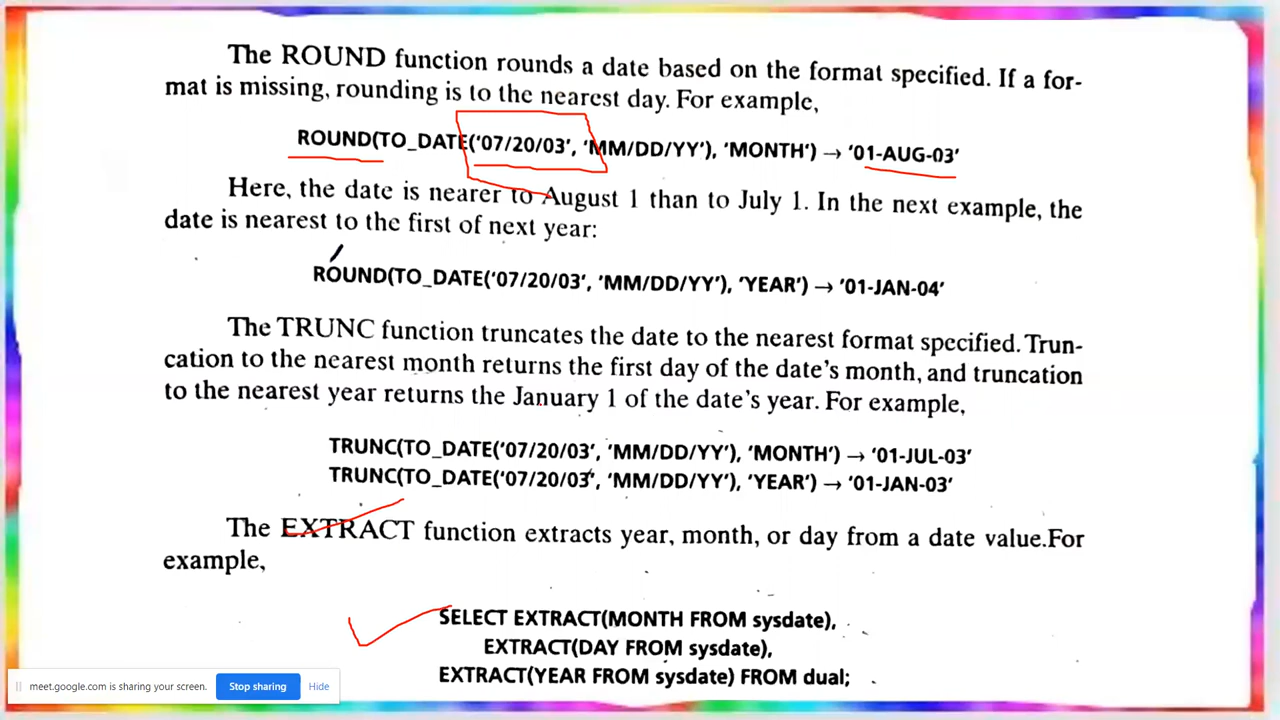 The ROUND function rounds a date based on the format specified. If a for-
mat is missing, rounding is to the nearest day. For example,
ROUND(TO_DATE('07/20/03', 'MM/DD/YY'), 'MONTH') → '01-AUG-03'
Here, the date is nearer to August 1 than to July 1. In the next example, the
date is nearest to the first of next year:
ROUND(TO_DATE('07/20/03', 'MM/DD/YY'), 'YEAR') → '01-JAN-04'
The TRUNC function truncates the date to the nearest format specified. Trun-
cation to the nearest month returns the first day of the date's month, and truncation
to the nearest year returns the January 1 of the date's year. For example,
TRUNC(TO_DATE('07/20/03', 'MM/DD/YY'), 'MONTH') → '01-JUL-03'
TRUNC(TO_DATE('07/20/03', 'MM/DD/YY'), 'YEAR') → '01-JAN-03'
The EXTRACT function extracts year, month, or day from a date value.For
example,
SELECT EXTRACT(MONTH FROM sysdate),
EXTRACT(DAY FROM sysdate),
EXTRACT(YEAR FROM sysdate) FROM dual;
meet.google.com is sharing your screen. Stop sharing Hide